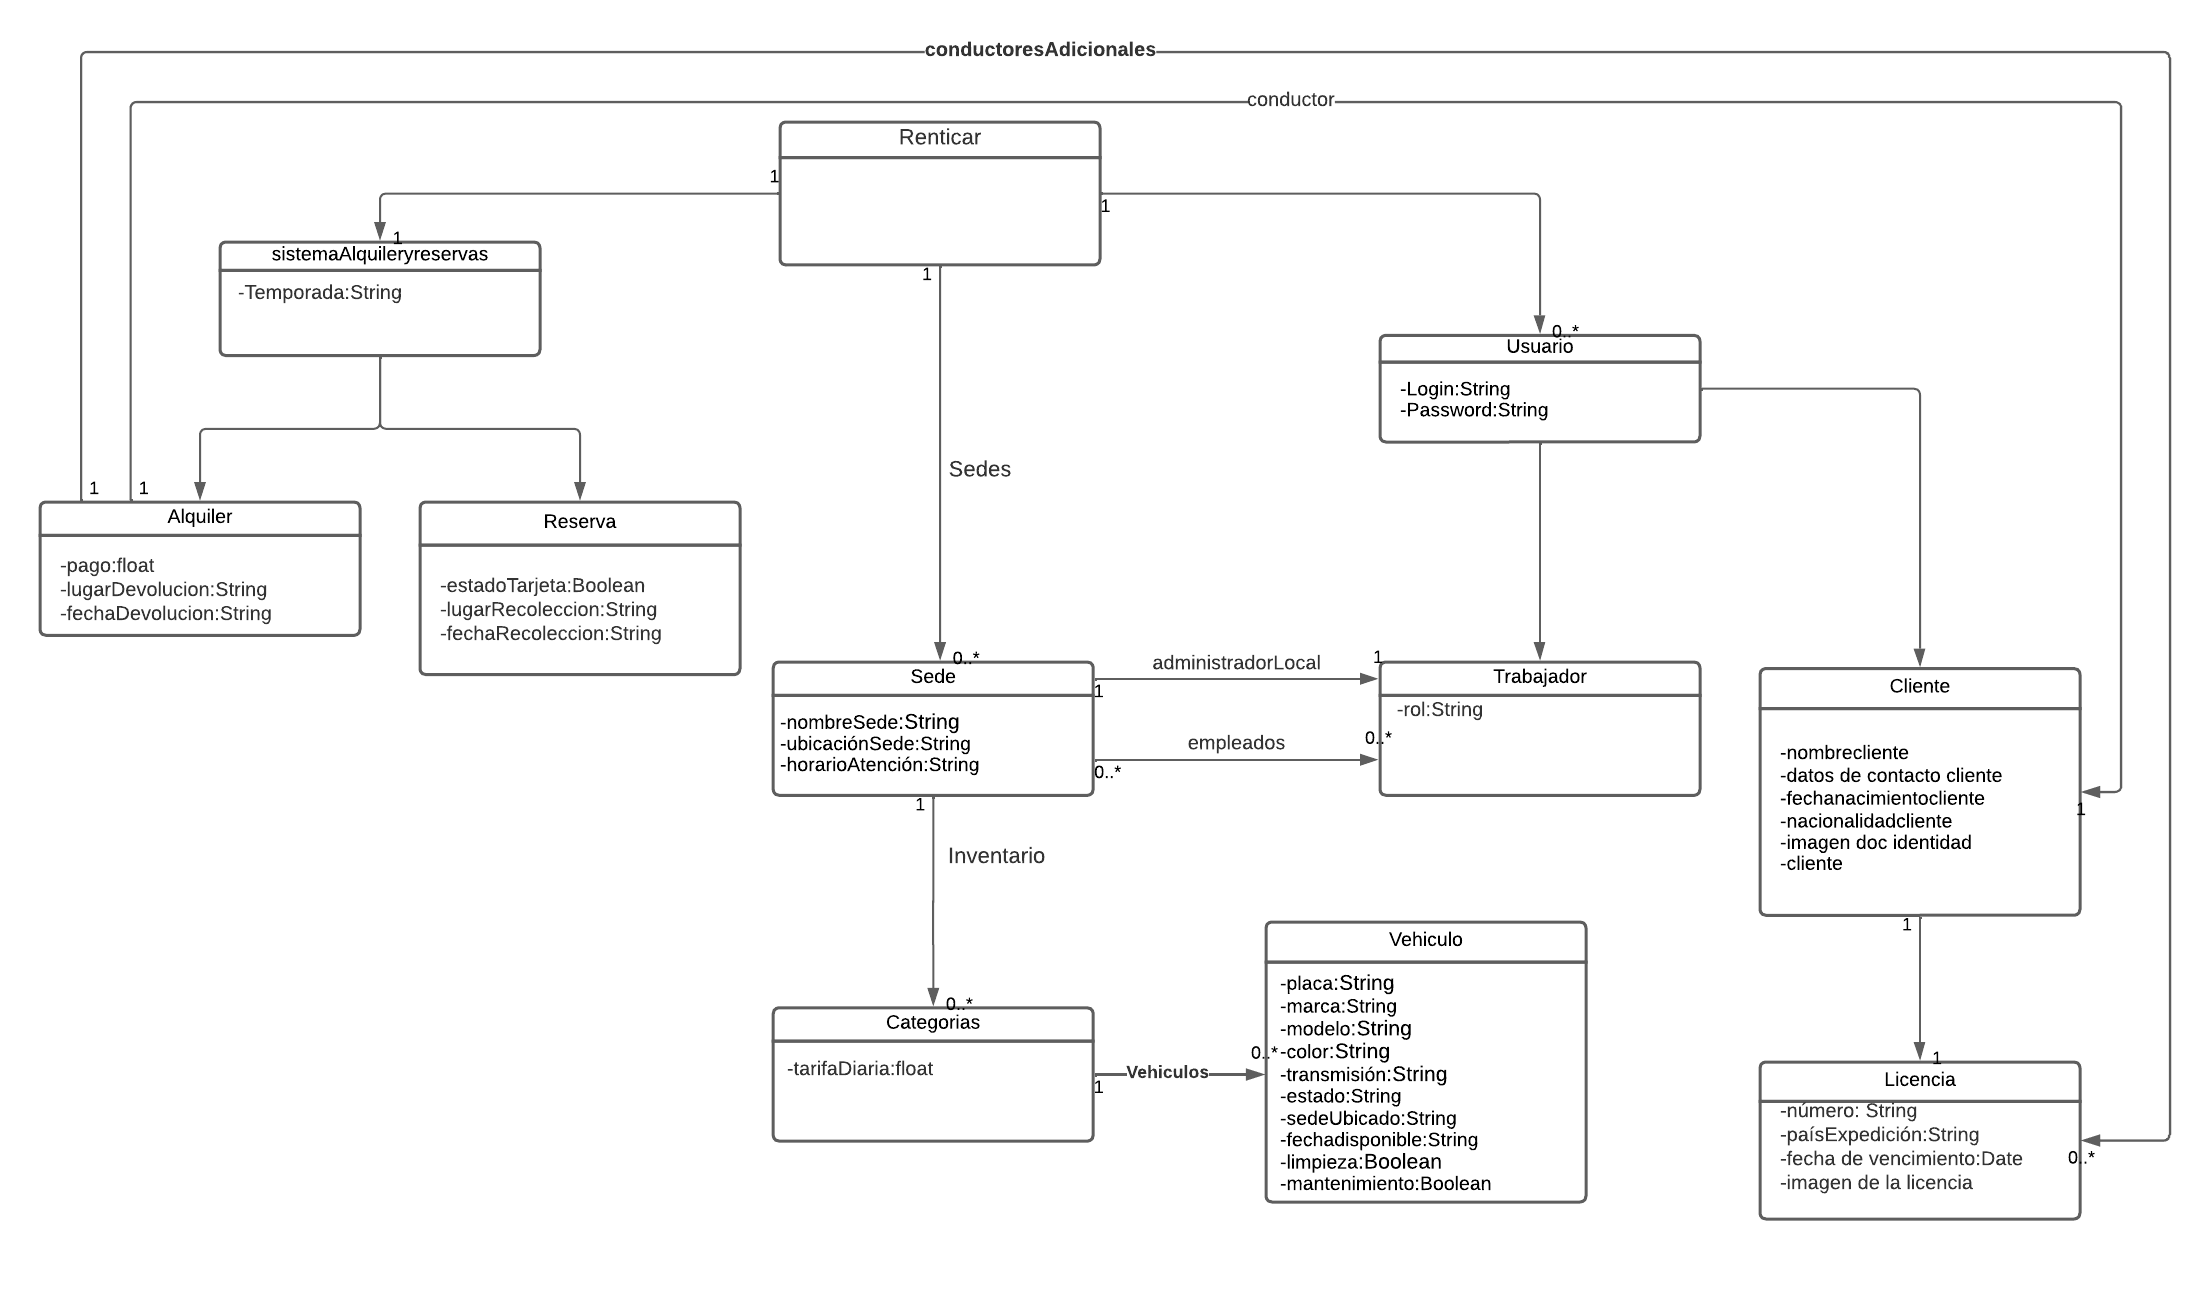 conductoresAdicionales
conductor
Renticar
1
1
1
1
sistemaAlquileryreservas
-Temporada:String
0..*
Usuario
-Login:String
-Password:String
Sedes
1
1
Alquiler
-pago:float
-lugarDevolucion:String
-fechaDevolucion:String
Reserva
-estadoTarjeta:Boolean
-lugarRecoleccion:String
-fechaRecoleccion:String
0..*
Sede
-nombreSede:String
-ubicaciónSede:String
-horarioAtención:String
administradorLocal
1
1
empleados
0..*
0..*
Trabajador
-rol:String
Cliente
-nombrecliente
-datos de contacto cliente
-fechanacimientocliente
-nacionalidadcliente
-imagen doc identidad
-cliente
1
1
Inventario
0..*
Categorias
-tarifaDiaria:float
1
Vehiculos
0..*
Vehiculo
-placa:String
-marca:String
-modelo:String
-color:String
-transmisión:String
-estado:String
-sedeUbicado:String
-fechadisponible:String
-limpieza:Boolean
-mantenimiento:Boolean
1
1
Licencia
-número: String
-paísExpedición:String
-fecha de vencimiento:Date
-imagen de la licencia
0..*